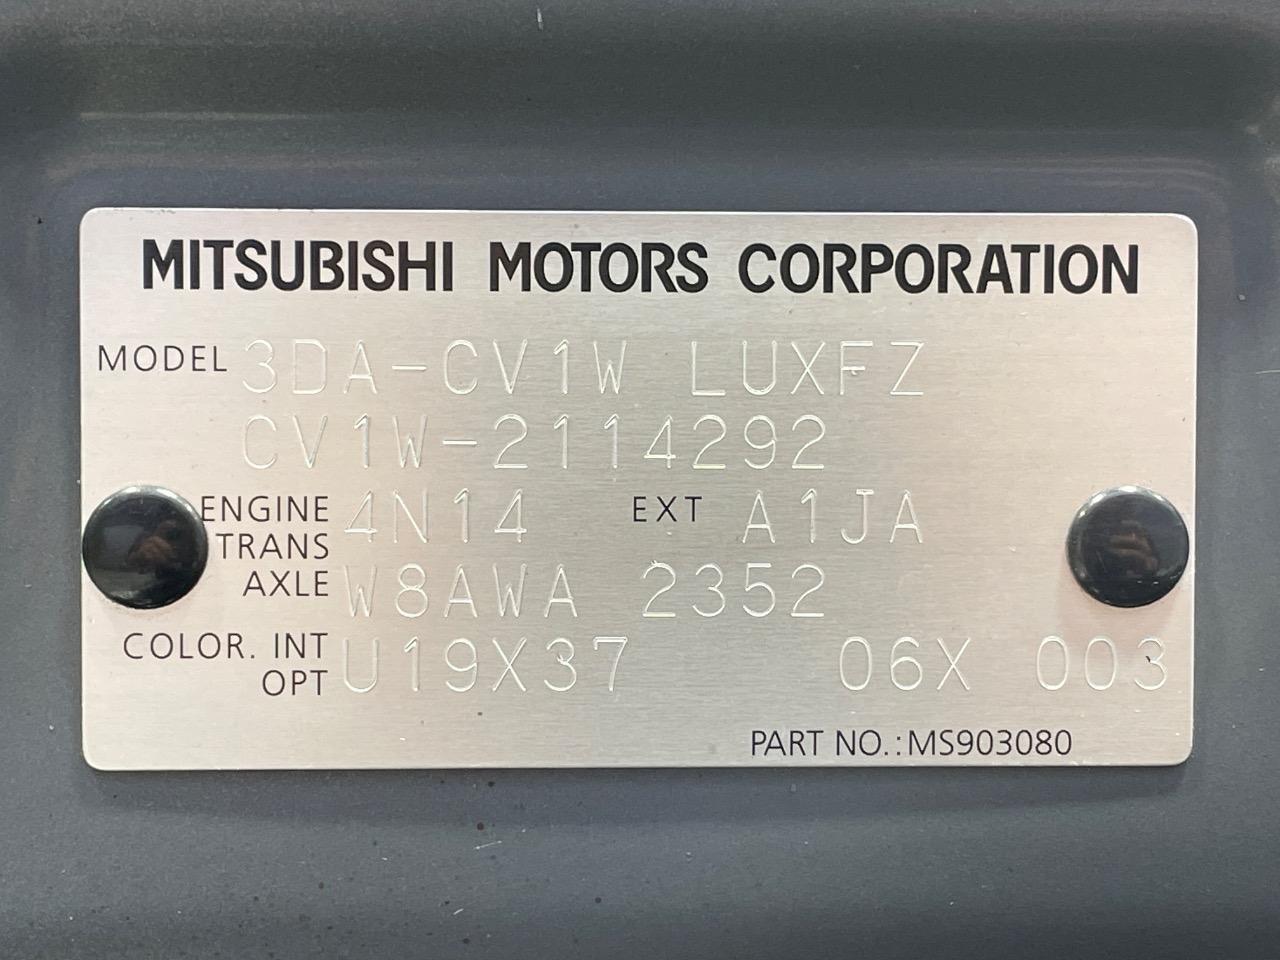 MITSUBISHI MOTORS CORPORATION
MODEL 3DA-CV1W LUXFZ
CV1W-2114292
ENGINE 4N14 EXT A1JA
TRANS
AXLE W8AWA 2352
COLOR. INT
OPT U19X37 06X 003
PART NO.:MS903080